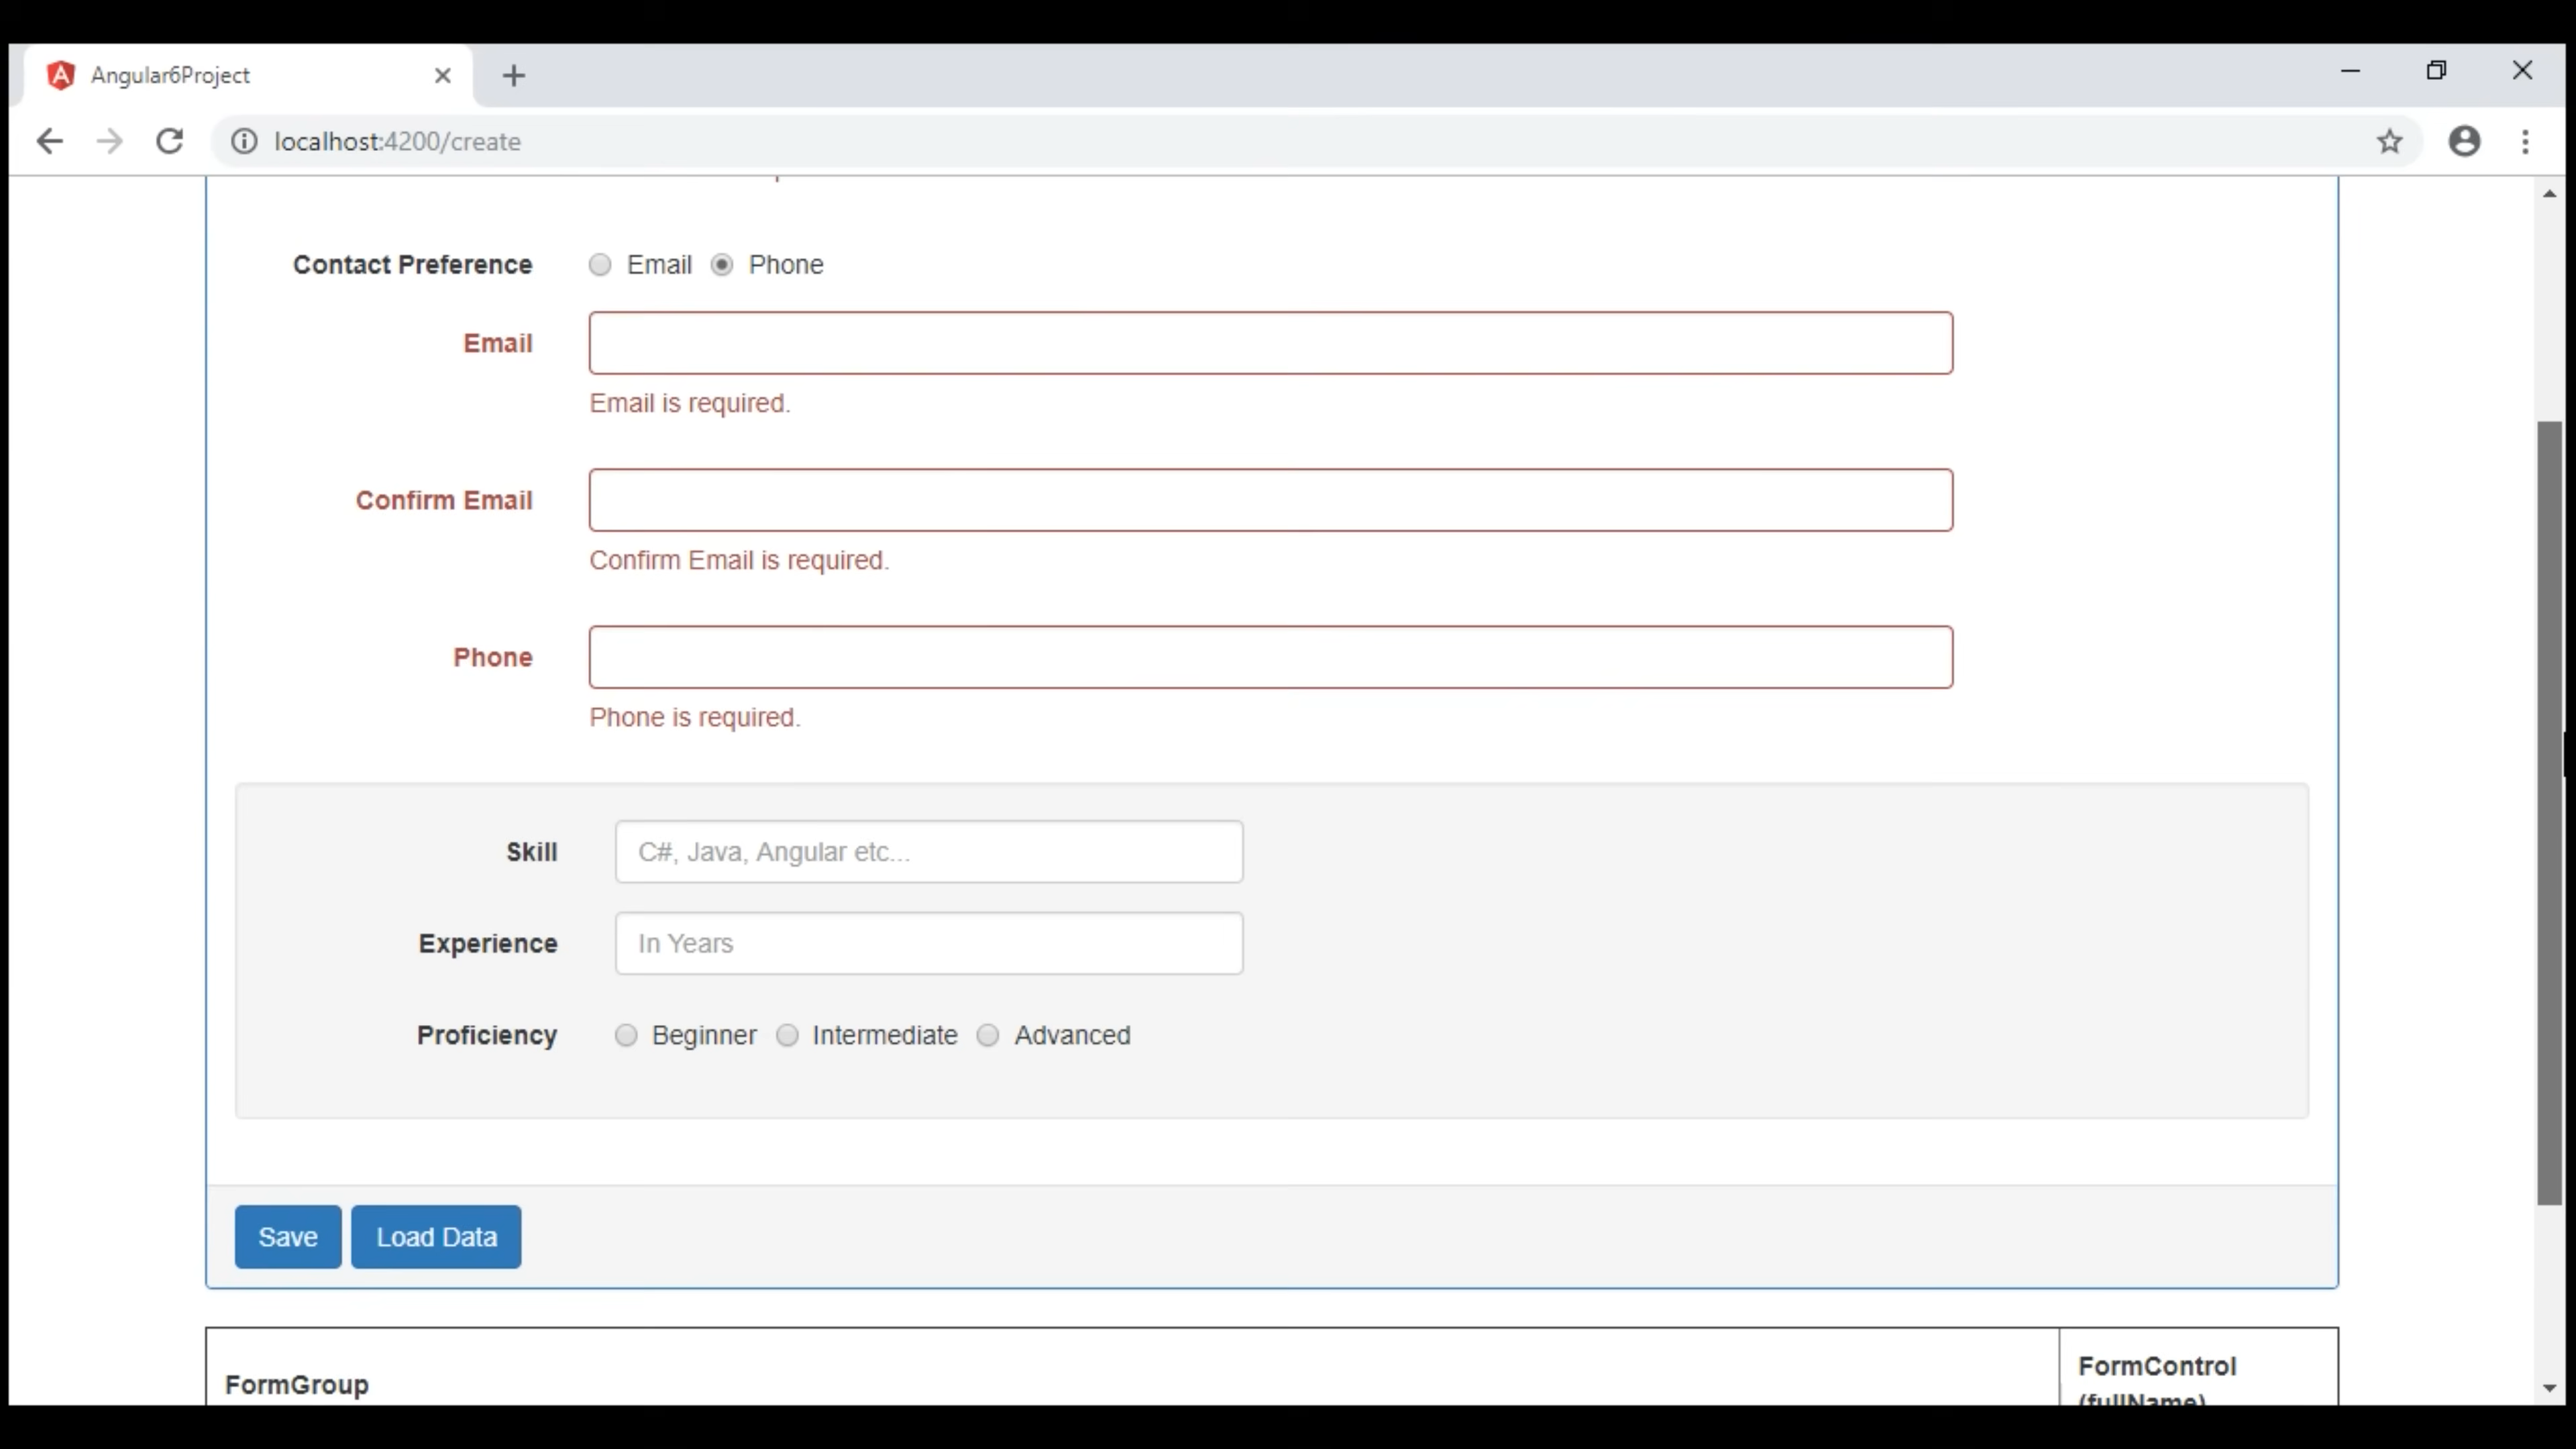 Angular6Project
localhost:4200/create
Contact Preference Email Phone
Email
Email is required.
Confirm Email
Confirm Email is required.
Phone
Phone is required.
Skill C#, Java, Angular etc...
Experience In Years
Proficiency Beginner Intermediate Advanced
Save Load Data
FormGroup
FormControl
(fullName)